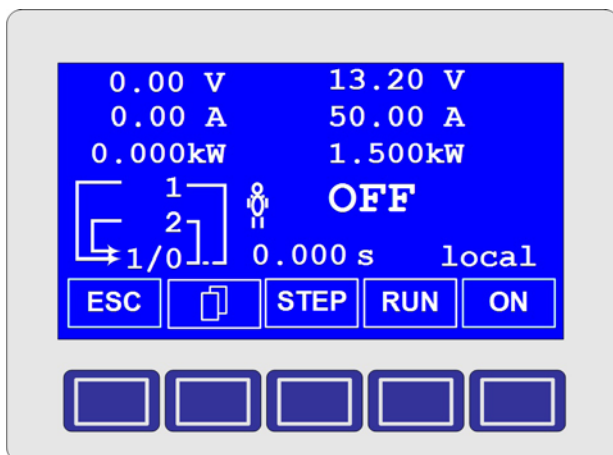 0.00 V 13.20 V
0.00 A 50.00 A
0.000kW 1.500kW
1 OFF
2
1/0 0.000 s local
ESC STEP RUN ON